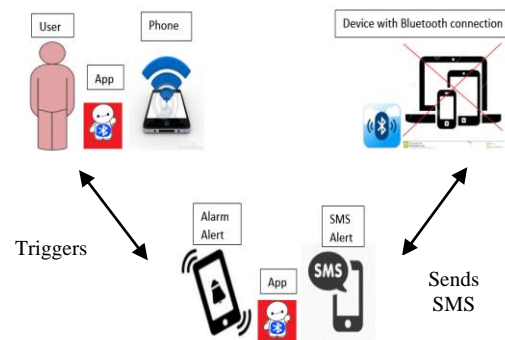 User
Phone
Device with Bluetooth connection
App
Alarm
Alert
SMS
Alert
Triggers
App
SMS
Sends
SMS